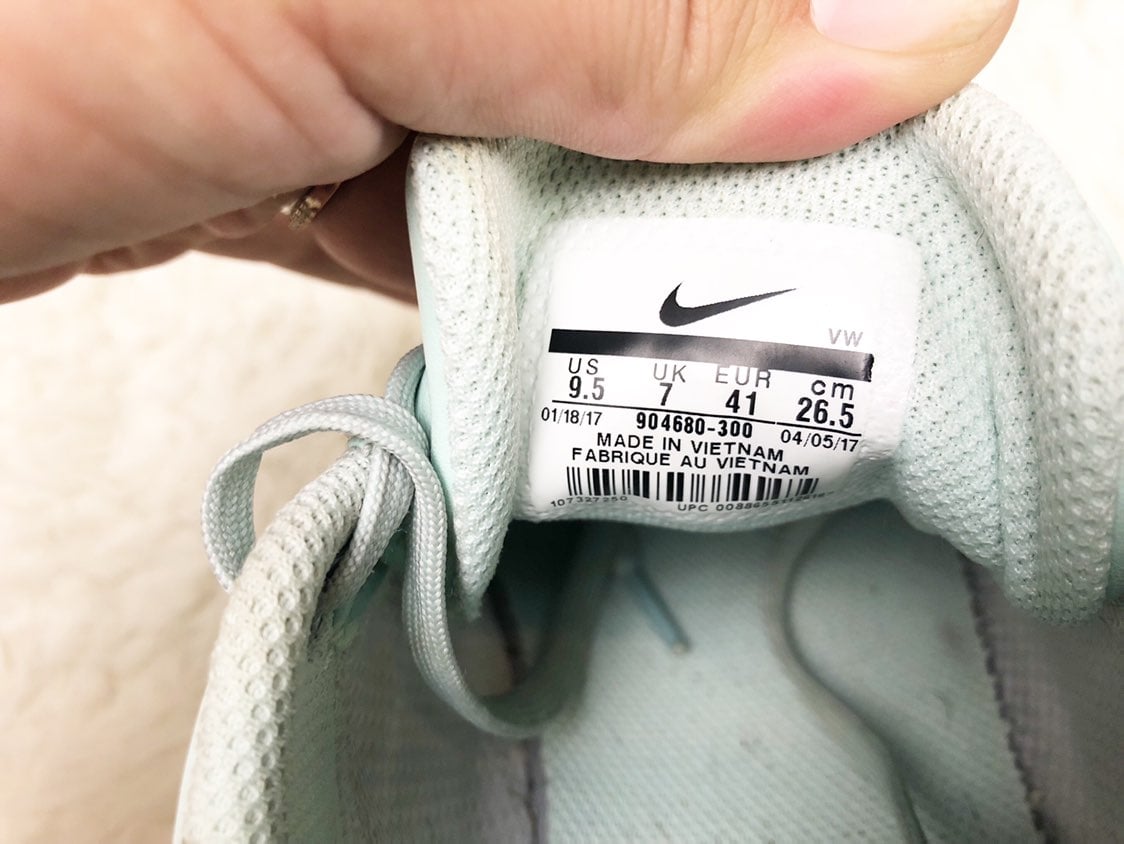 VW
US UK EUR cm
9.5 7 41 26.5
01/18/17 904680-300 04/05/17
MADE IN VIETNAM
FABRIQUE AU VIETNAM
107327250 UPC